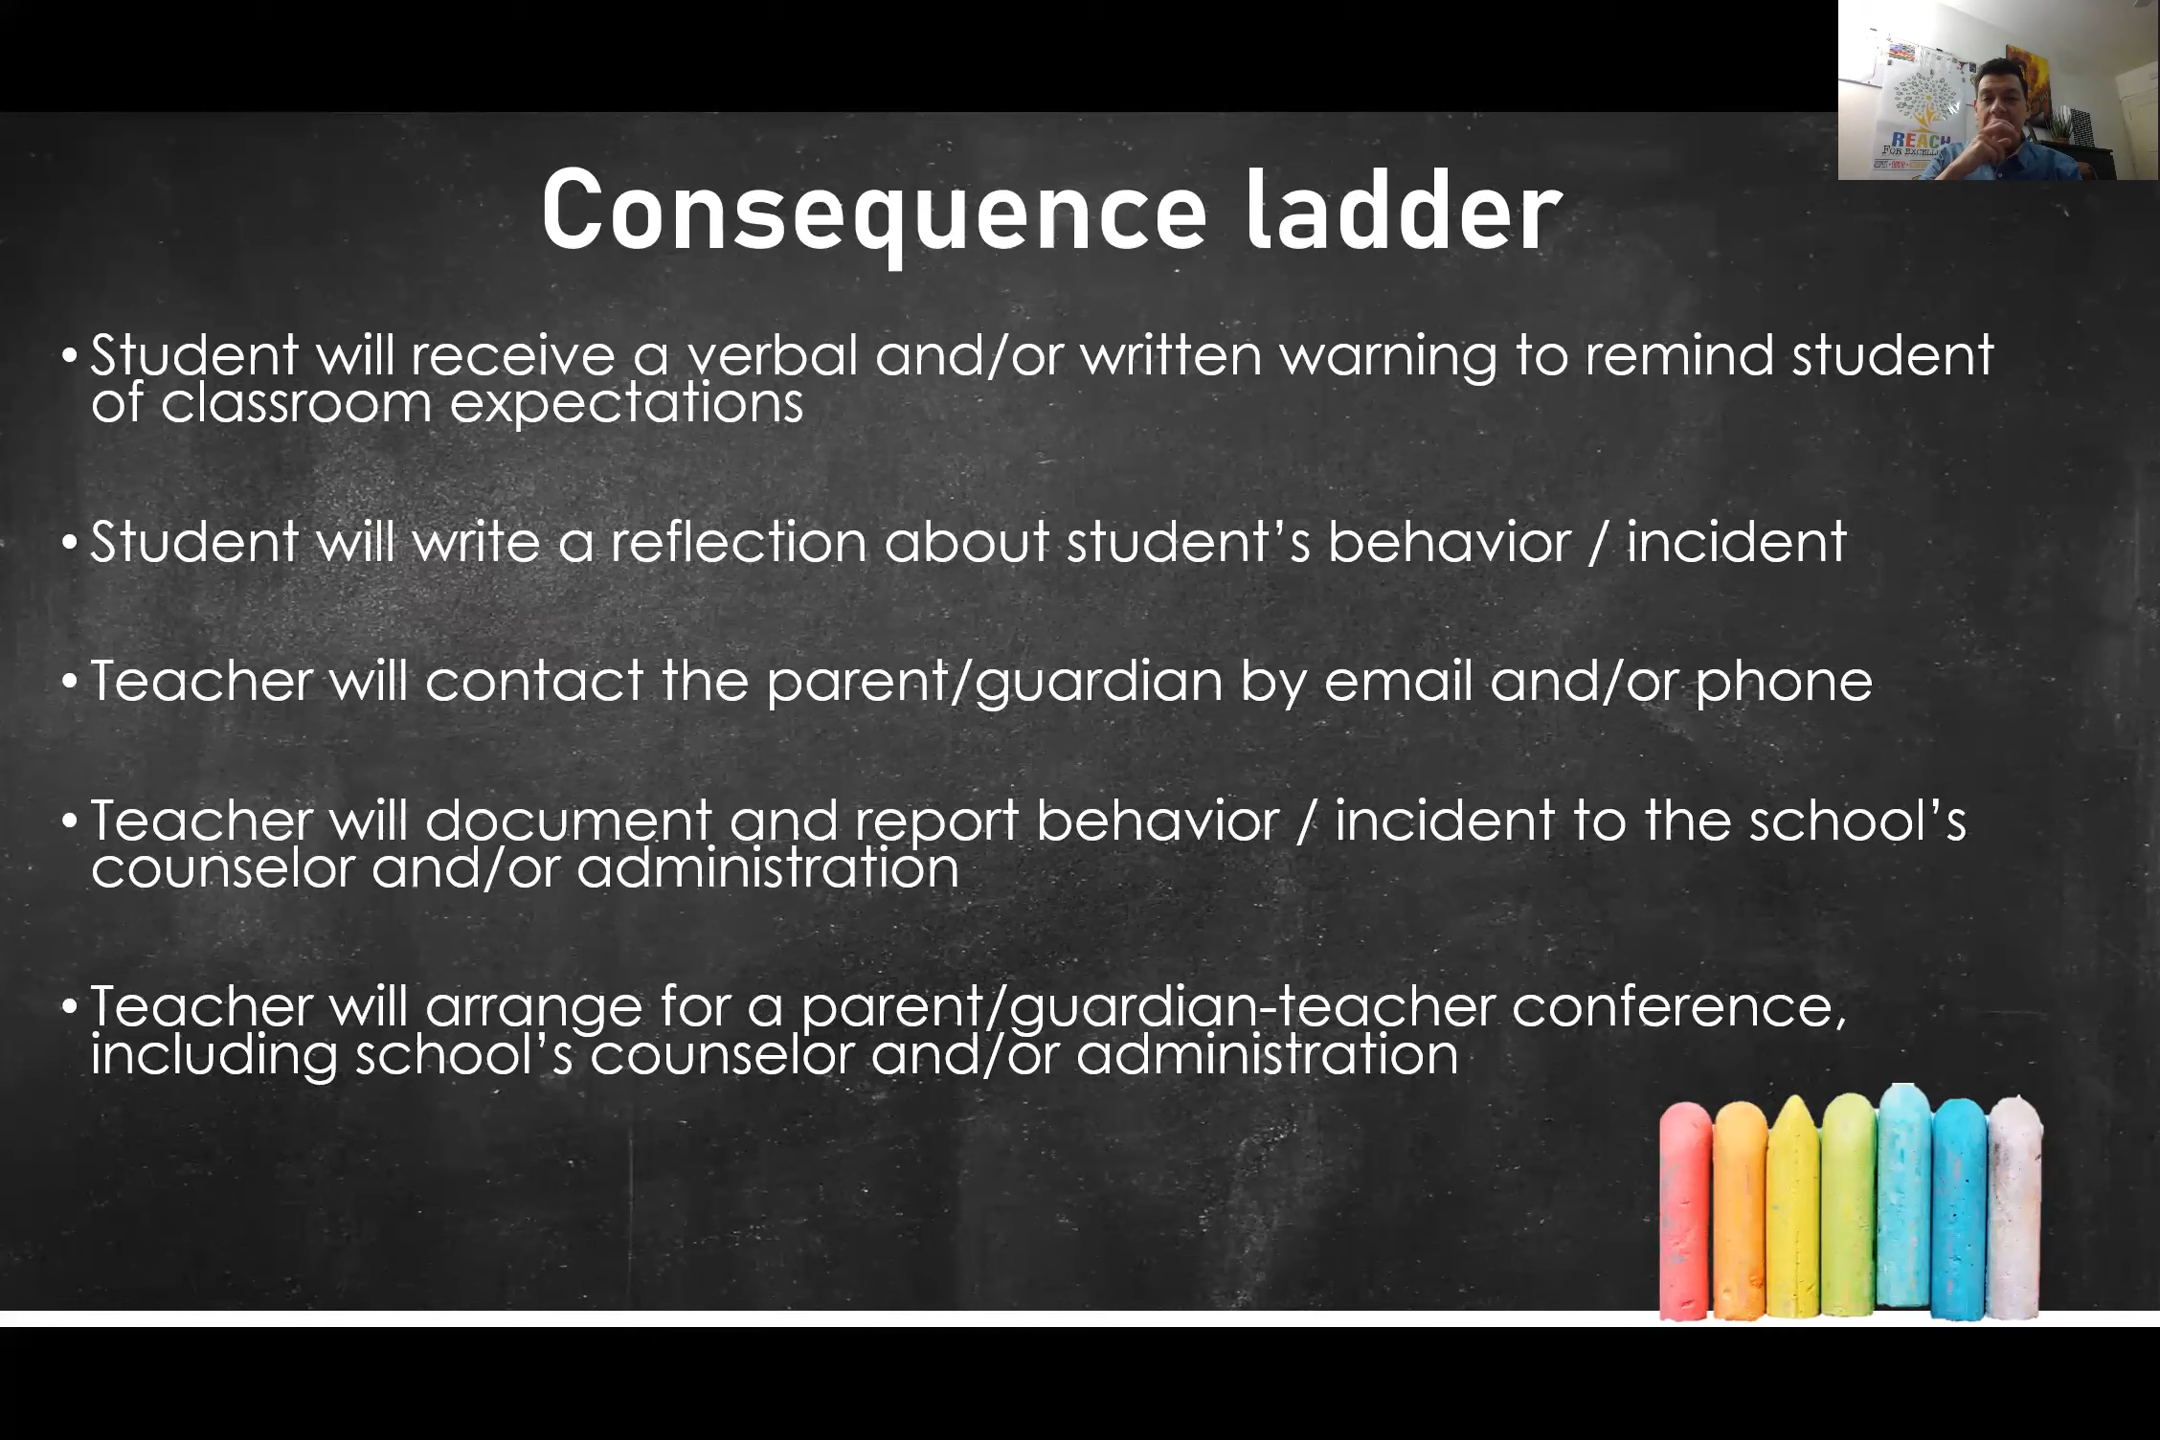 REACH
Consequence ladder
• Student will receive a verbal and/or written warning to remind student
of classroom expectations
• Student will write a reflection about student’s behavior / incident
• Teacher will contact the parent/guardian by email and/or phone
• Teacher will document and report behavior / incident to the school’s
counselor and/or administration
• Teacher will arrange for a parent/guardian-teacher conference,
including school’s counselor and/or administration